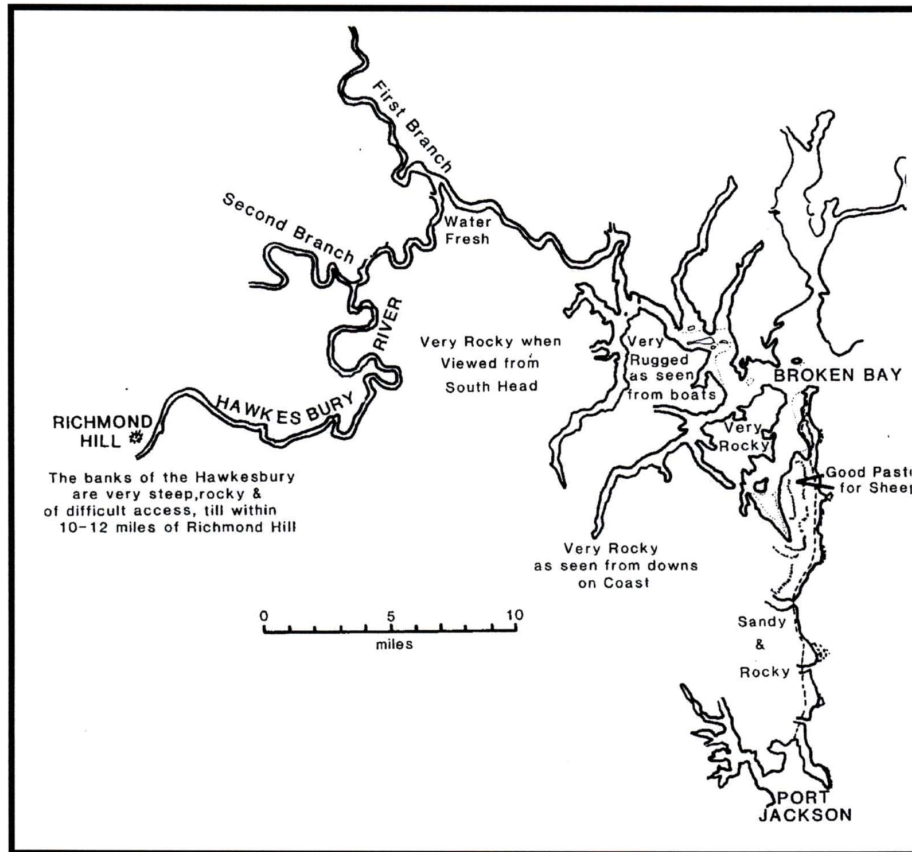 First Branch
Second Branch
Water
Fresh
RIVER
HAWKESBURY
RICHMOND
HILL
The banks of the Hawkesbury
are very steep,rocky &
of difficult access, till within
10-12 miles of Richmond Hill
Very Rocky when
Viewed from
South Head
Very
Rugged
as seen
from boats
BROKEN BAY
Very
Rocky
Good Paste
for Sheep
Very Rocky
as seen from downs
on Coast
0 5 10
miles
Sandy
&
Rocky
PORT
JACKSON